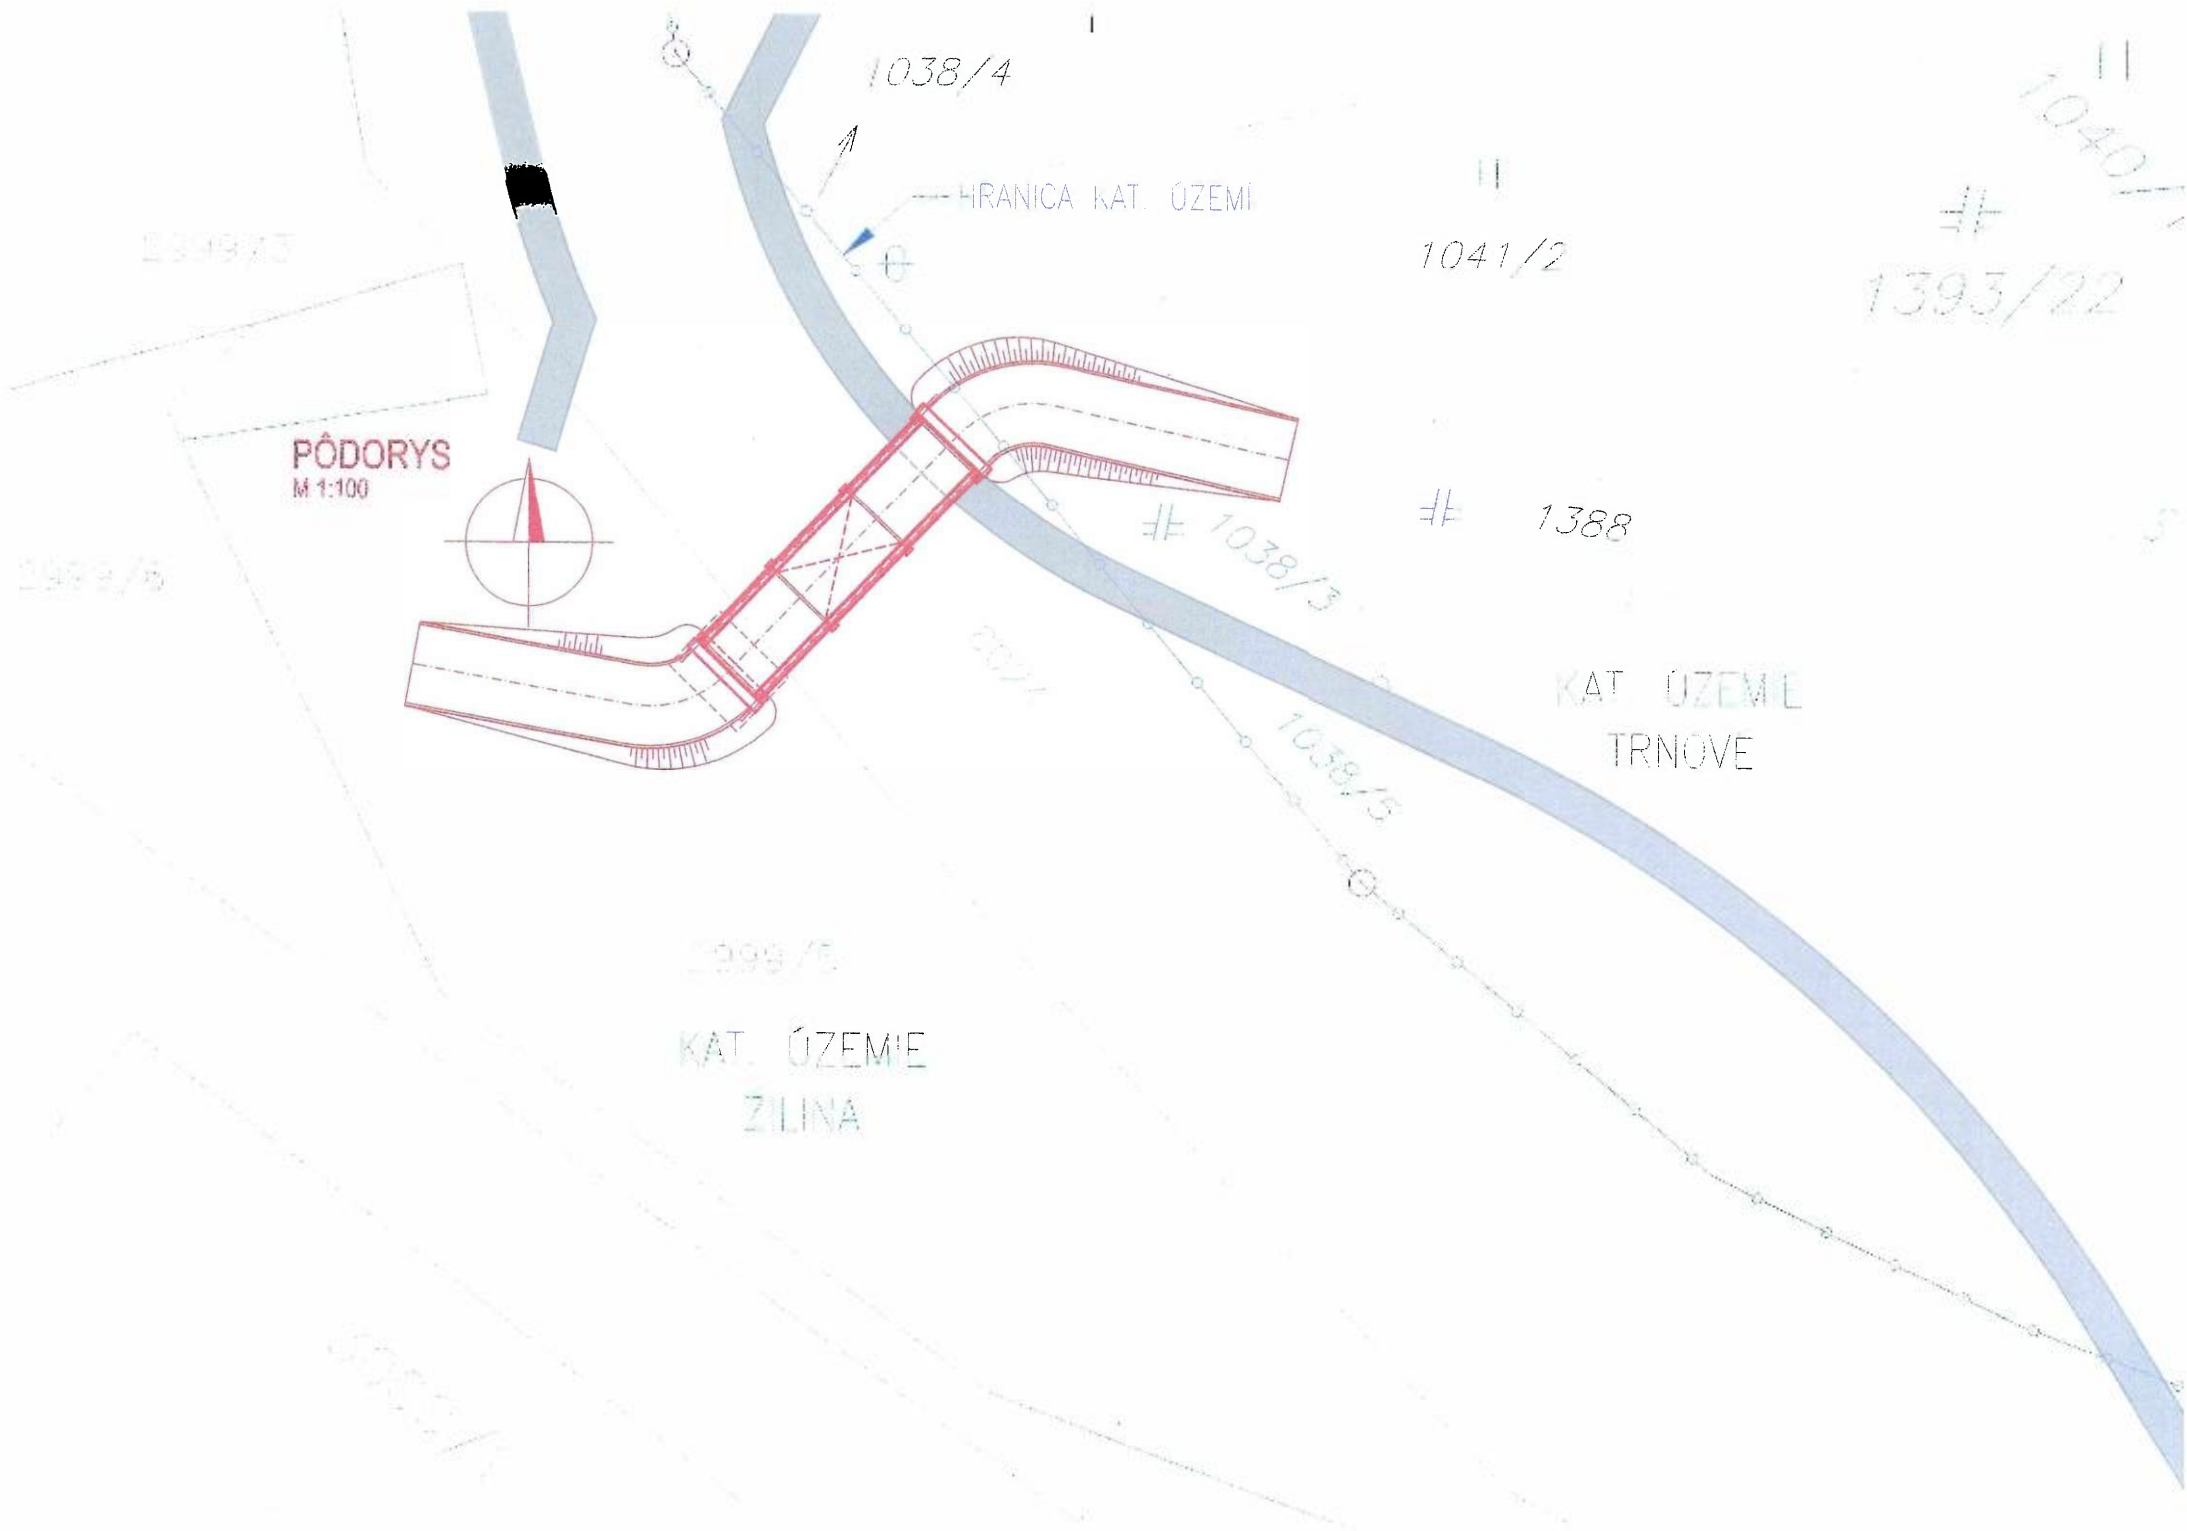 1038/4
HRANICA KAT. ÚZEMÍ
1041/2
1040/
1393/22
PÔDORYS
M 1:100
1388
1038/3
KAT ÚZEMIE
TRNOVE
1038/5
KAT. ÚZEMIE
ŽILINA